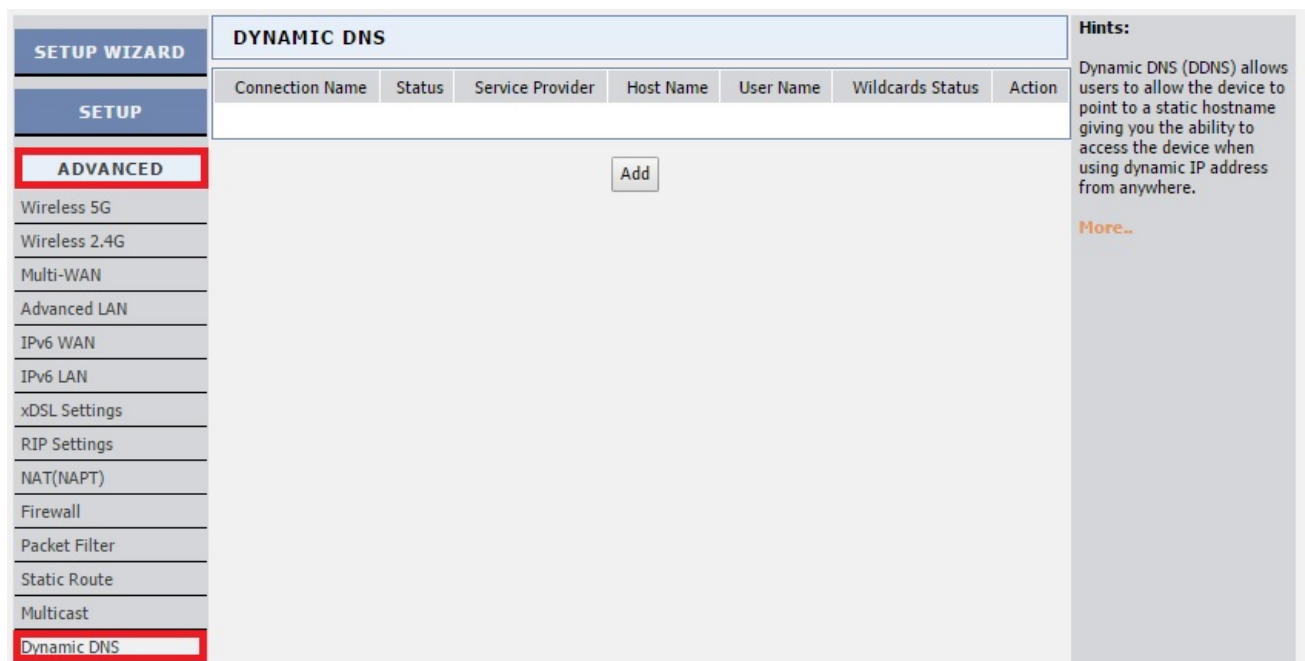 SETUP WIZARD
SETUP
ADVANCED
Wireless 5G
Wireless 2.4G
Multi-WAN
Advanced LAN
IPv6 WAN
IPv6 LAN
xDSL Settings
RIP Settings
NAT(NAPT)
Firewall
Packet Filter
Static Route
Multicast
Dynamic DNS
DYNAMIC DNS
Connection Name Status Service Provider Host Name User Name Wildcards Status Action
Add
Hints:
Dynamic DNS (DDNS) allows
users to allow the device to
point to a static hostname
giving you the ability to
access the device when
using dynamic IP address
from anywhere.
More..